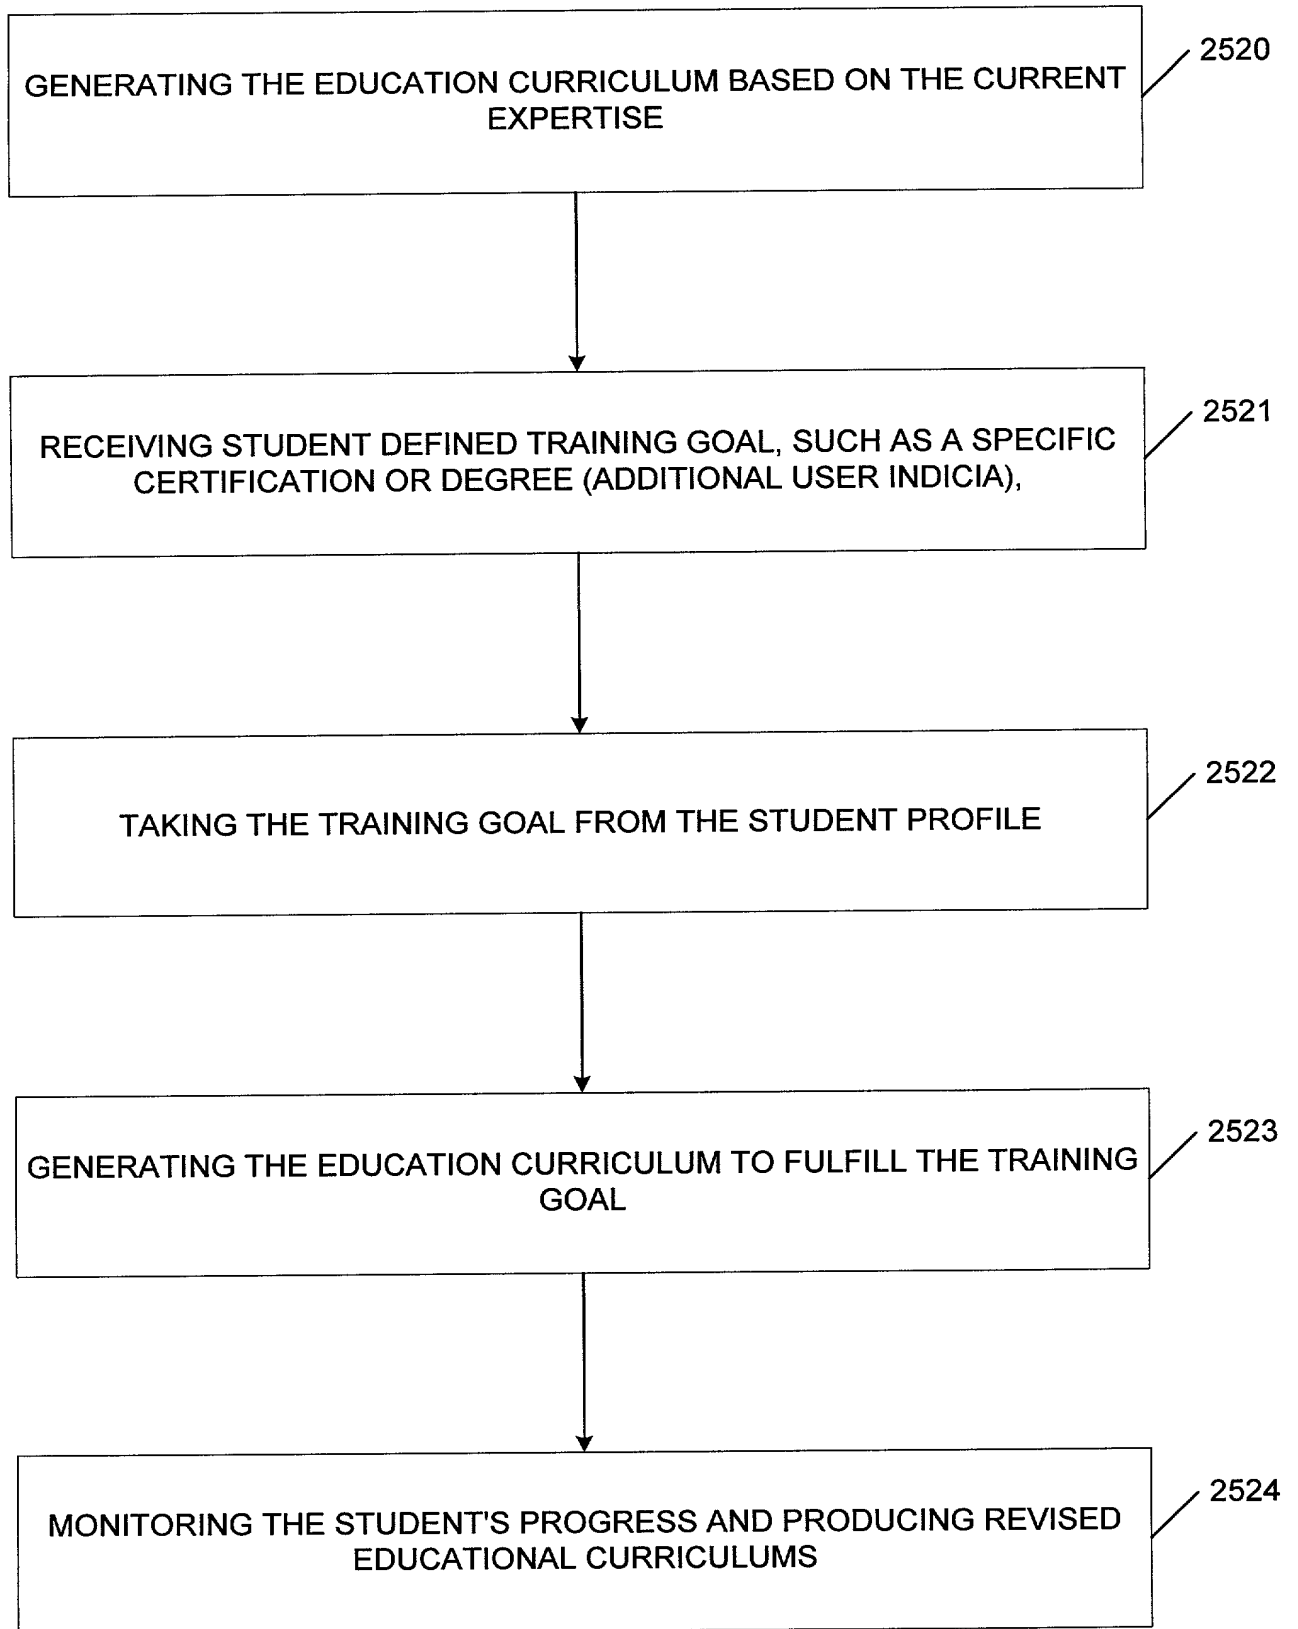 2520
GENERATING THE EDUCATION CURRICULUM BASED ON THE CURRENT
EXPERTISE
2521
RECEIVING STUDENT DEFINED TRAINING GOAL, SUCH AS A SPECIFIC
CERTIFICATION OR DEGREE (ADDITIONAL USER INDICIA),
2522
TAKING THE TRAINING GOAL FROM THE STUDENT PROFILE
2523
GENERATING THE EDUCATION CURRICULUM TO FULFILL THE TRAINING
GOAL
2524
MONITORING THE STUDENT'S PROGRESS AND PRODUCING REVISED
EDUCATIONAL CURRICULUMS